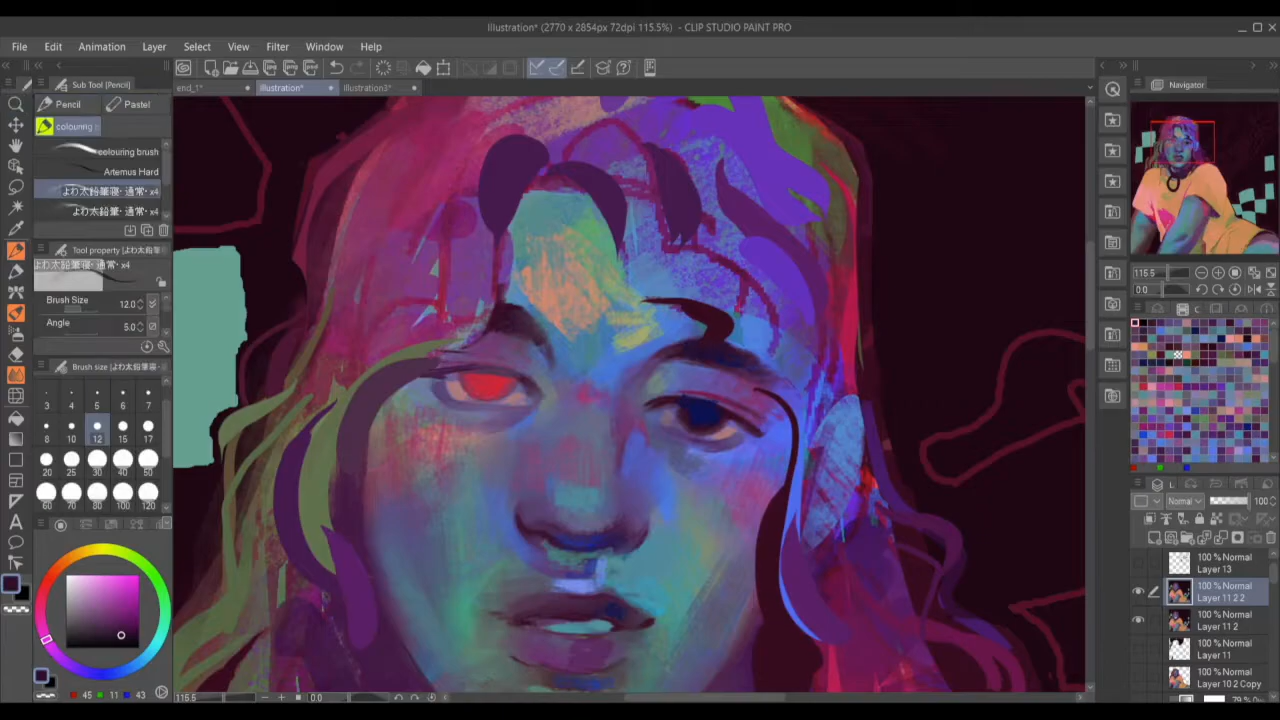 Illustration* (2770 x 2854px 72dpi 115.5%) - CLIP STUDIO PAINT PRO
File Edit Animation Layer Select View Filter Window Help
Sub Tool [Pencil]
end_1* Illustration* Illustration3*
Navigator
Pencil Pastel
colouring
colouring brush
Artemus Hard
よわ太鉛筆寝・通常・x4
よわ太鉛筆・通常・x4
Tool property [よわ太鉛
よわ太鉛筆寝・通常・x4
Brush Size 12.0
Angle 5.0
Brush size [よわ太鉛筆寝・
3 4 5 6 7
8 10 12 15 17
20 25 30 40 50
60 70 80 100 120
45 11 43
115.5 0.0
115.5
0.0
C
L
Normal 100
100 % Normal
Layer 13
100 % Normal
Layer 11 2 2
100 % Normal
Layer 11 2
100 % Normal
Layer 11
100 % Normal
Layer 10 2 Copy